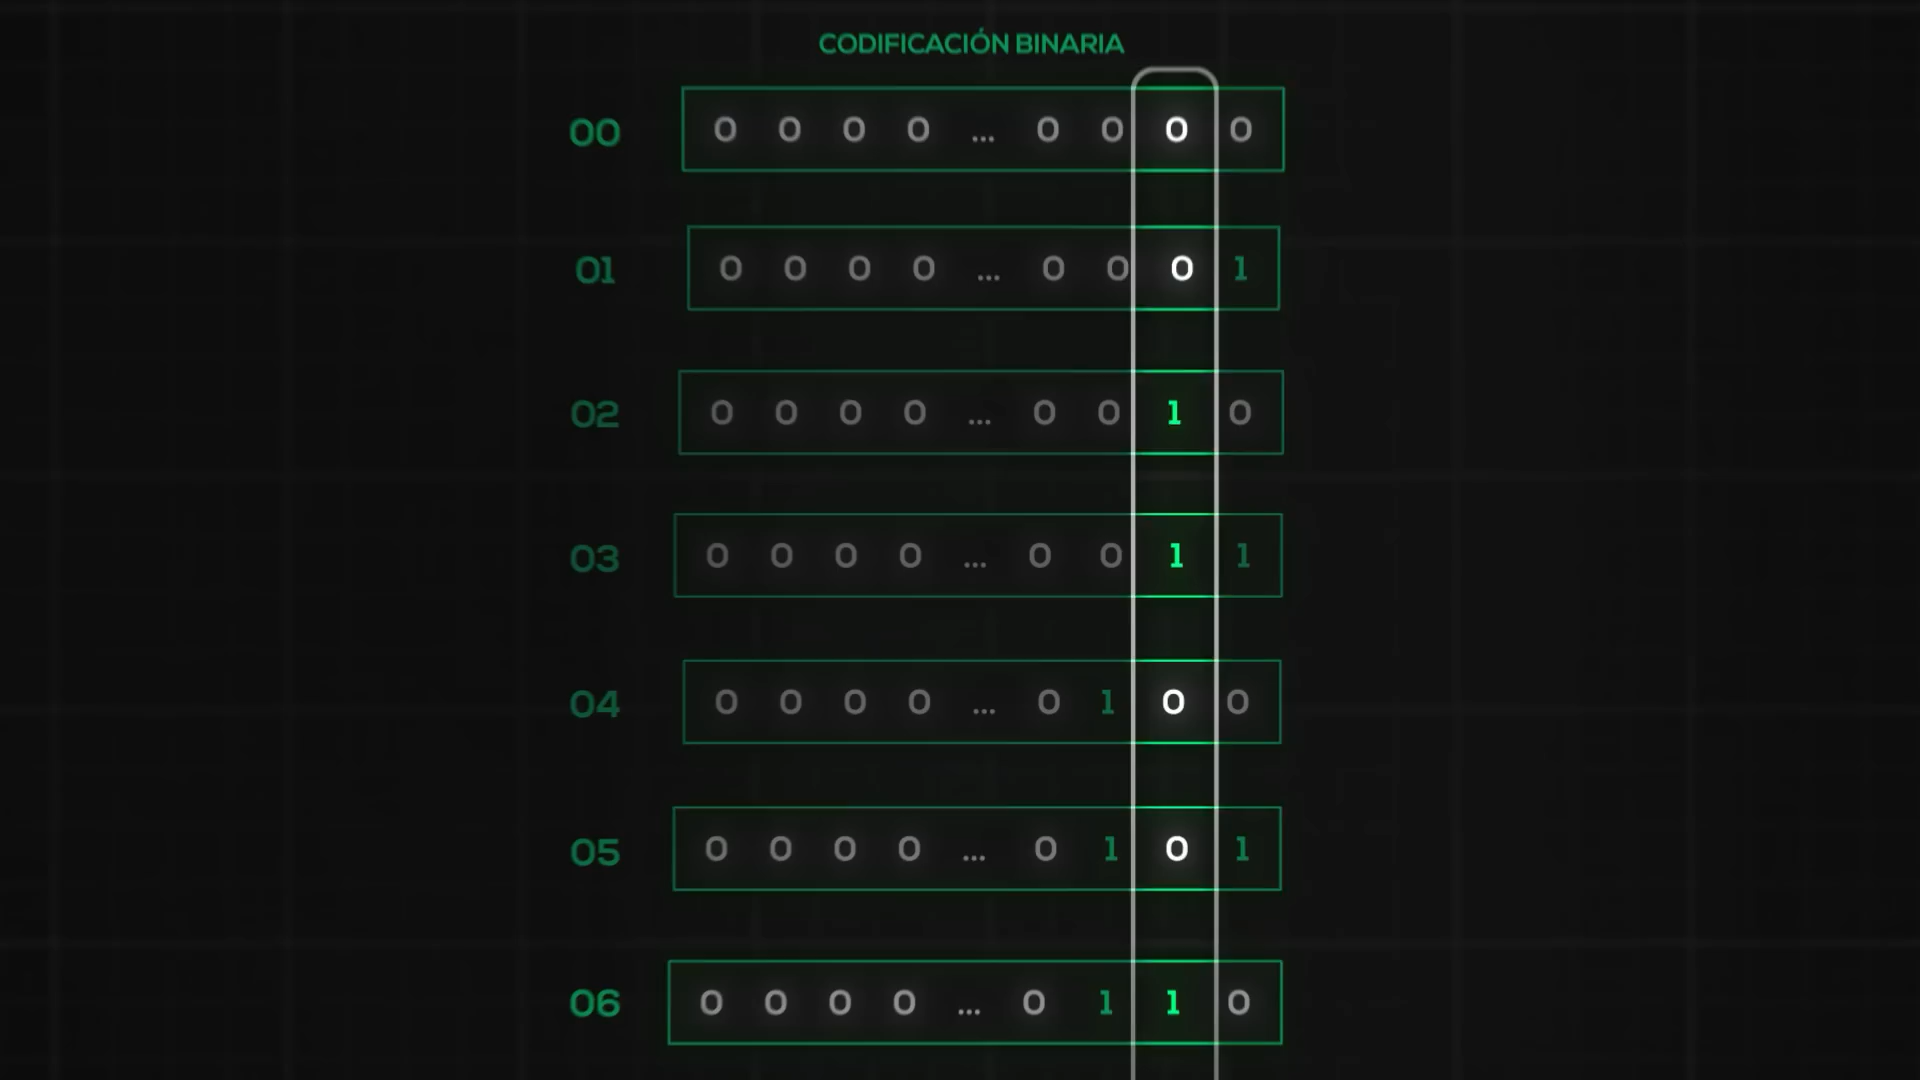 CODIFICACIÓN BINARIA
00 0 0 0 0 ... 0 0 0 0
01 0 0 0 0 ... 0 0 0 1
02 0 0 0 0 ... 0 0 1 0
03 0 0 0 0 ... 0 0 1 1
04 0 0 0 0 ... 0 1 0 0
05 0 0 0 0 ... 0 1 0 1
06 0 0 0 0 ... 0 1 1 0